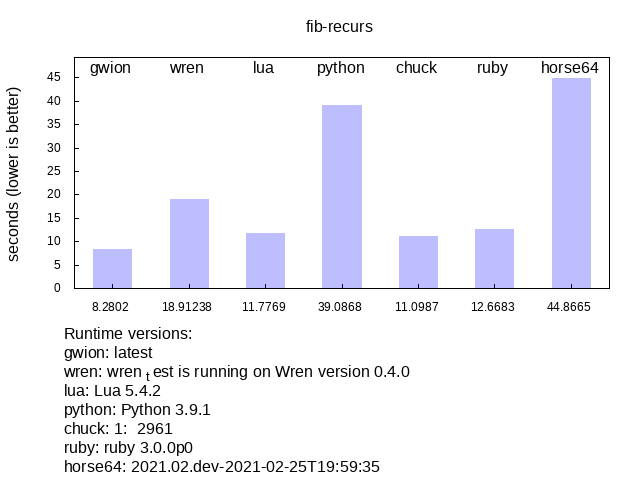 fib-recurs
gwion wren lua python chuck ruby horse64
seconds (lower is better)
45
40
35
30
25
20
15
10
5
0
8.2802 18.91238 11.7769 39.0868 11.0987 12.6683 44.8665
Runtime versions:
gwion: latest
wren: wren test is running on Wren version 0.4.0
lua: Lua 5.4.2
python: Python 3.9.1
chuck: 1: 2961
ruby: ruby 3.0.0p0
horse64: 2021.02.dev-2021-02-25T19:59:35